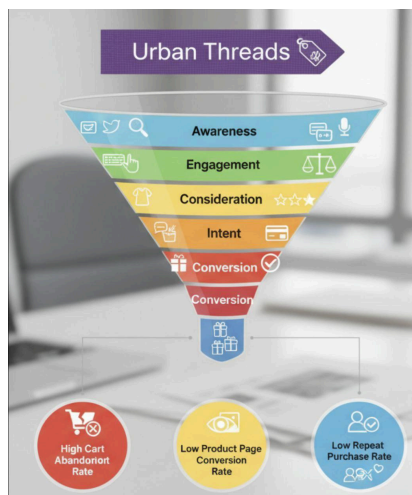 Urban Threads
Awareness
Engagement
Consideration
Intent
Conversion
Conversion
High Cart
Abandoriort
Rate
Low Product Page
Conversion
Rate
Low Repeat
Purchase Rate